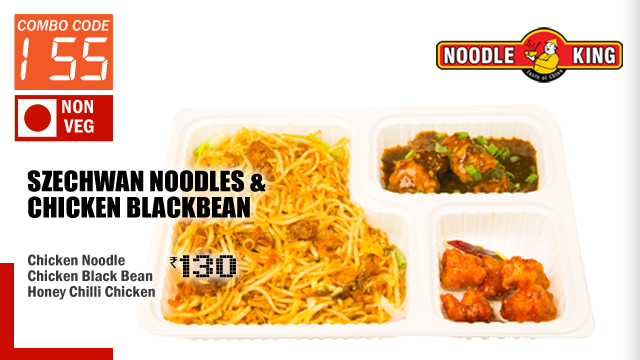 COMBO CODE
155
NON
VEG
NOODLE KING
Taste of China
SZECHWAN NOODLES &
CHICKEN BLACKBEAN
Chicken Noodle
Chicken Black Bean
Honey Chilli Chicken
₹130